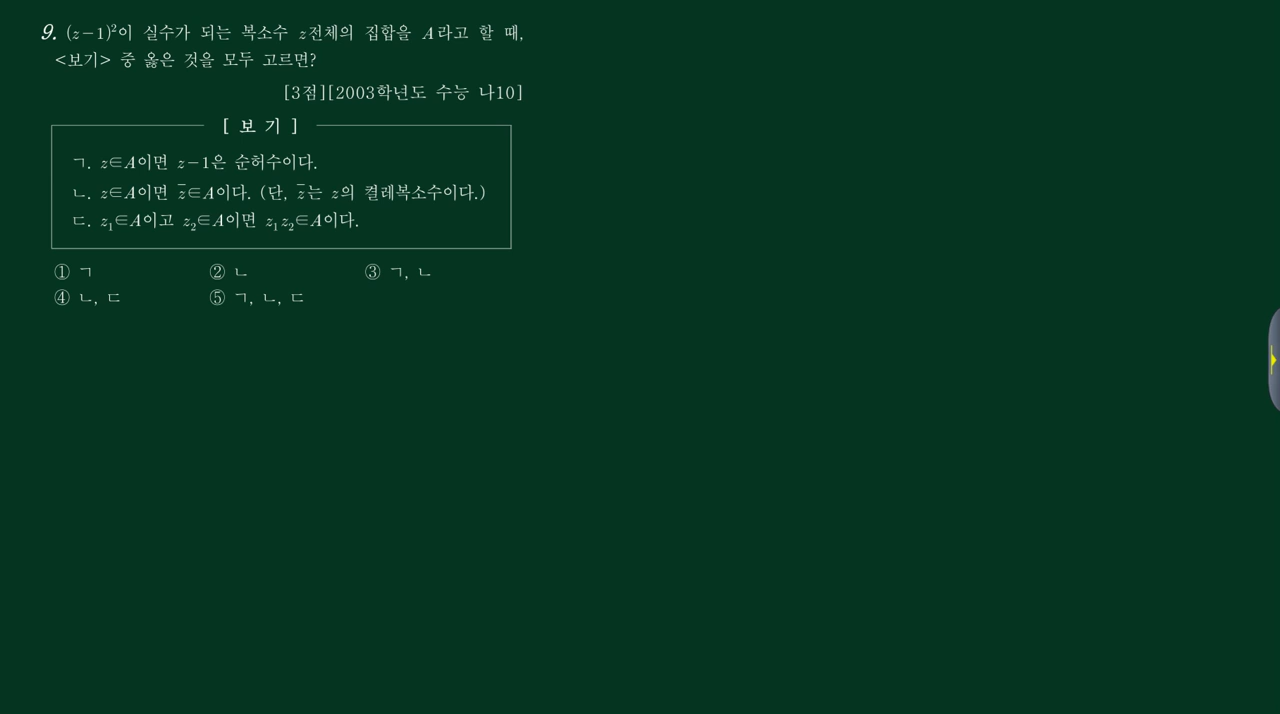 9. (z-1)²이 실수가 되는 복소수 z전체의 집합을 A라고 할 때,
<보기> 중 옳은 것을 모두 고르면?
[3점][2003학년도 수능 나10]
[ 보 기 ]
ㄱ. z∈A이면 z-1은 순허수이다.
ㄴ. z∈A이면 z̅∈A이다. (단, z̅는 z의 켤레복소수이다.)
ㄷ. z₁∈A이고 z₂∈A이면 z₁z₂∈A이다.
① ㄱ ② ㄴ ③ ㄱ, ㄴ
④ ㄴ, ㄷ ⑤ ㄱ, ㄴ, ㄷ